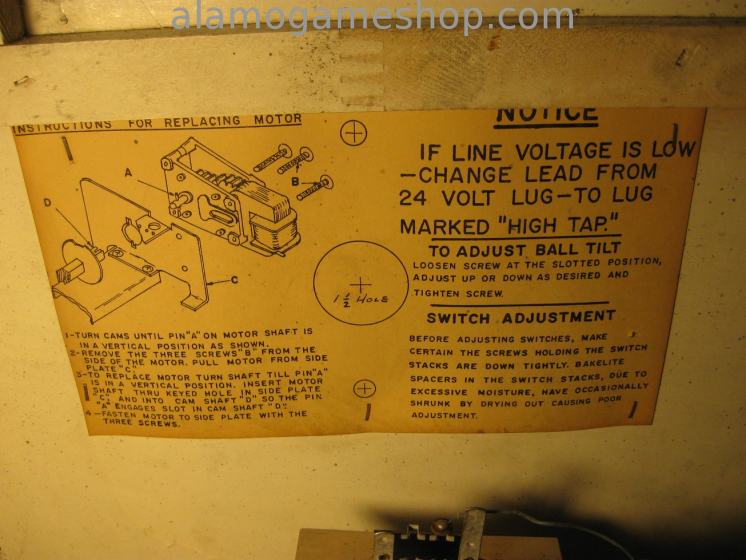 alamogameshop.com
INSTRUCTIONS FOR REPLACING MOTOR
A
B
D
C
1-TURN CAMS UNTIL PIN "A" ON MOTOR SHAFT IS
IN A VERTICAL POSITION AS SHOWN.
2-REMOVE THE THREE SCREWS "B" FROM THE
SIDE OF THE MOTOR. PULL MOTOR FROM SIDE
PLATE "C"
3-TO REPLACE MOTOR TURN SHAFT TILL PIN "A"
IS IN A VERTICAL POSITION. INSERT MOTOR
SHAFT THRU KEYED HOLE IN SIDE PLATE
"C" AND INTO CAM SHAFT "D" SO THE PIN
"A" ENGAGES SLOT IN CAM SHAFT "D".
4-FASTEN MOTOR TO SIDE PLATE WITH THE
THREE SCREWS.
1 1/2 HOLE
NOTICE
IF LINE VOLTAGE IS LOW
-CHANGE LEAD FROM
24 VOLT LUG-TO LUG
MARKED "HIGH TAP."
TO ADJUST BALL TILT
LOOSEN SCREW AT THE SLOTTED POSITION,
ADJUST UP OR DOWN AS DESIRED AND
TIGHTEN SCREW.
SWITCH ADJUSTMENT
BEFORE ADJUSTING SWITCHES, MAKE
CERTAIN THE SCREWS HOLDING THE SWITCH
STACKS ARE DOWN TIGHTLY. BAKELITE
SPACERS IN THE SWITCH STACKS, DUE TO
EXCESSIVE MOISTURE, HAVE OCCASIONALLY
SHRUNK BY DRYING OUT CAUSING POOR
ADJUSTMENT.